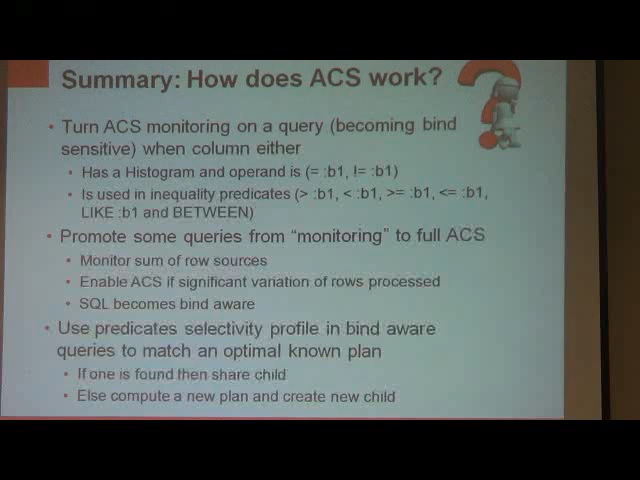 Summary: How does ACS work?
• Turn ACS monitoring on a query (becoming bind
sensitive) when column either
• Has a Histogram and operand is (= :b1, != :b1)
• Is used in inequality predicates (> :b1, < :b1, >= :b1, <= :b1,
LIKE :b1 and BETWEEN)
• Promote some queries from “monitoring” to full ACS
• Monitor sum of row sources
• Enable ACS if significant variation of rows processed
• SQL becomes bind aware
• Use predicates selectivity profile in bind aware
queries to match an optimal known plan
• If one is found then share child
• Else compute a new plan and create new child